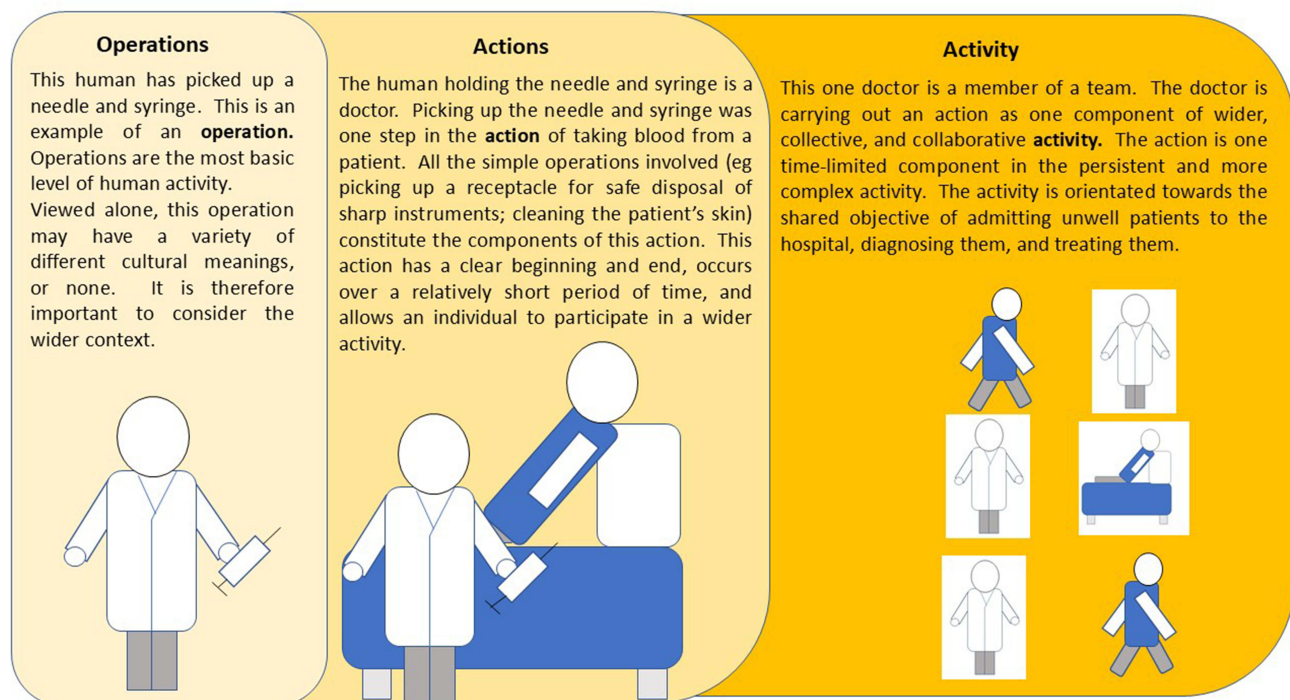 Operations
This human has picked up a
needle and syringe. This is an
example of an operation.
Operations are the most basic
level of human activity.
Viewed alone, this operation
may have a variety of
different cultural meanings,
or none. It is therefore
important to consider the
wider context.
Actions
The human holding the needle and syringe is a
doctor. Picking up the needle and syringe was
one step in the action of taking blood from a
patient. All the simple operations involved (eg
picking up a receptacle for safe disposal of
sharp instruments; cleaning the patient's skin)
constitute the components of this action. This
action has a clear beginning and end, occurs
over a relatively short period of time, and
allows an individual to participate in a wider
activity.
Activity
This one doctor is a member of a team. The doctor is
carrying out an action as one component of wider,
collective, and collaborative activity. The action is one
time-limited component in the persistent and more
complex activity. The activity is orientated towards the
shared objective of admitting unwell patients to the
hospital, diagnosing them, and treating them.